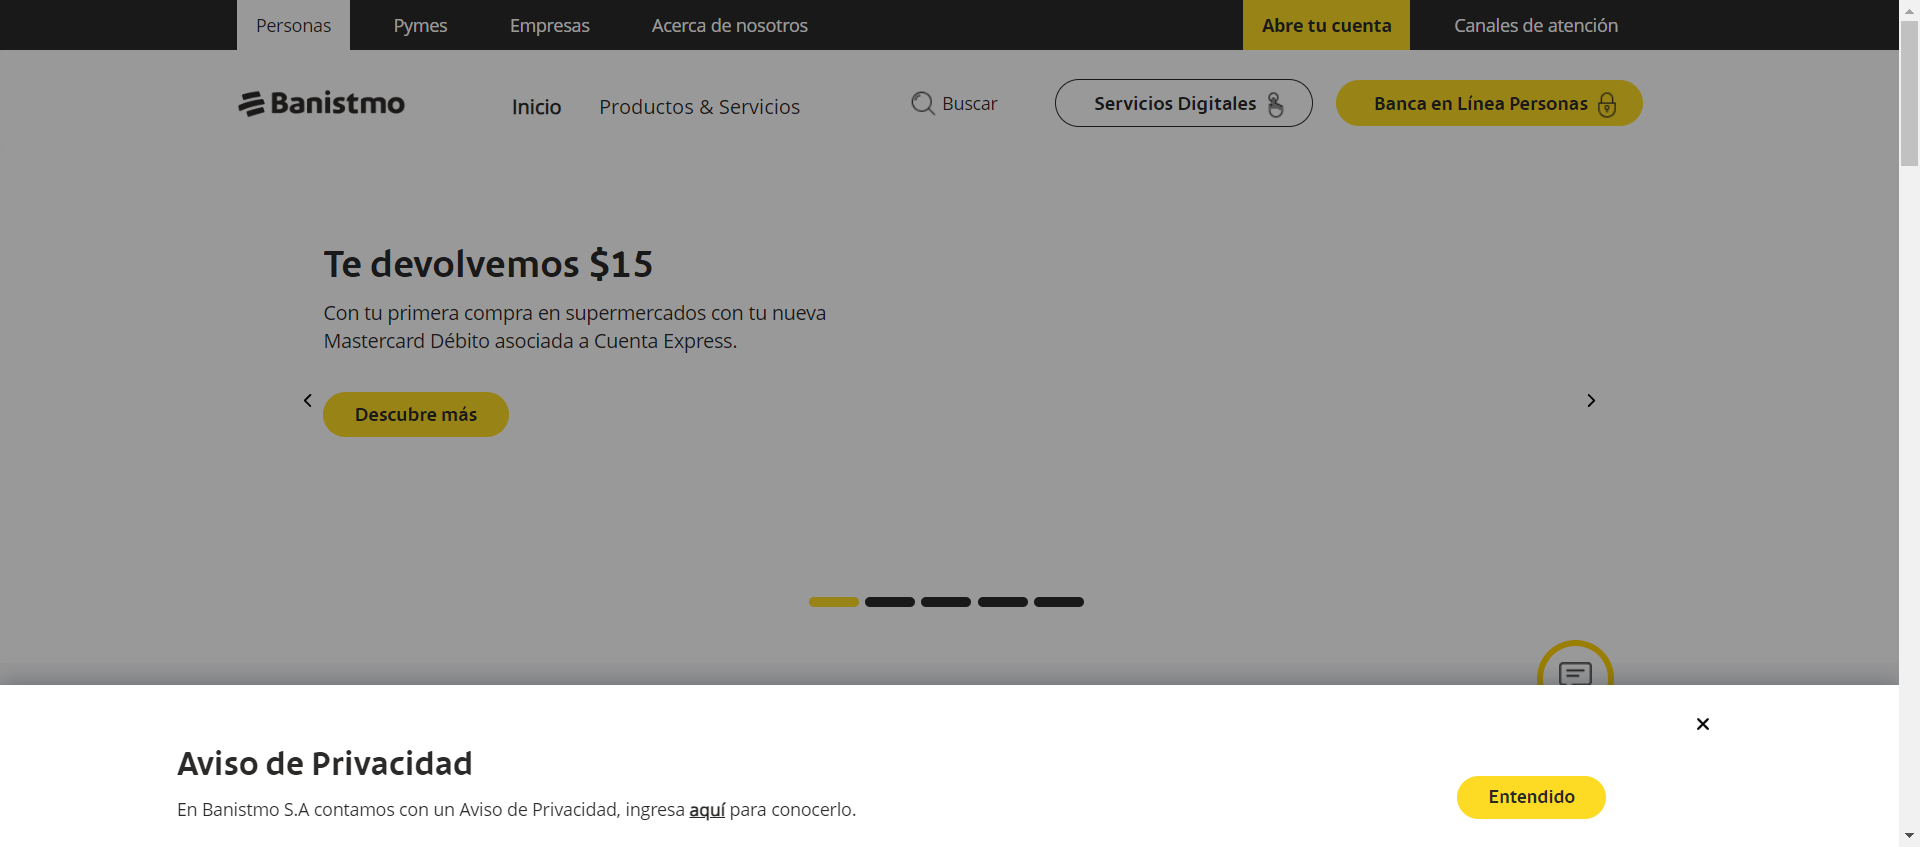 Personas Pymes Empresas Acerca de nosotros Abre tu cuenta Canales de atención
Banistmo Inicio Productos & Servicios Buscar Servicios Digitales Banca en Línea Personas
Te devolvemos $15
Con tu primera compra en supermercados con tu nueva
Mastercard Débito asociada a Cuenta Express.
Descubre más
Aviso de Privacidad
En Banistmo S.A contamos con un Aviso de Privacidad, ingresa aquí para conocerlo.
Entendido